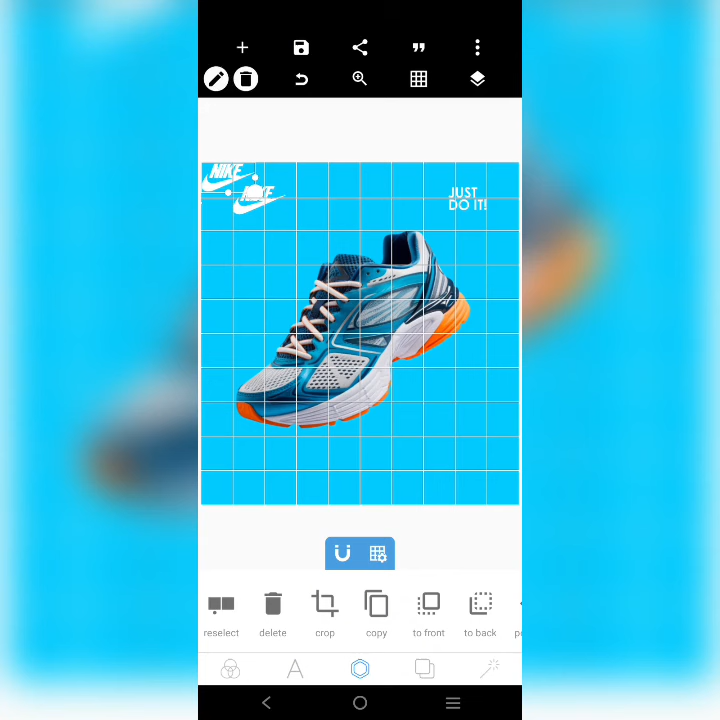 NIKE
NIKE
JUST
DO IT!
reselect
delete
crop
copy
to front
to back